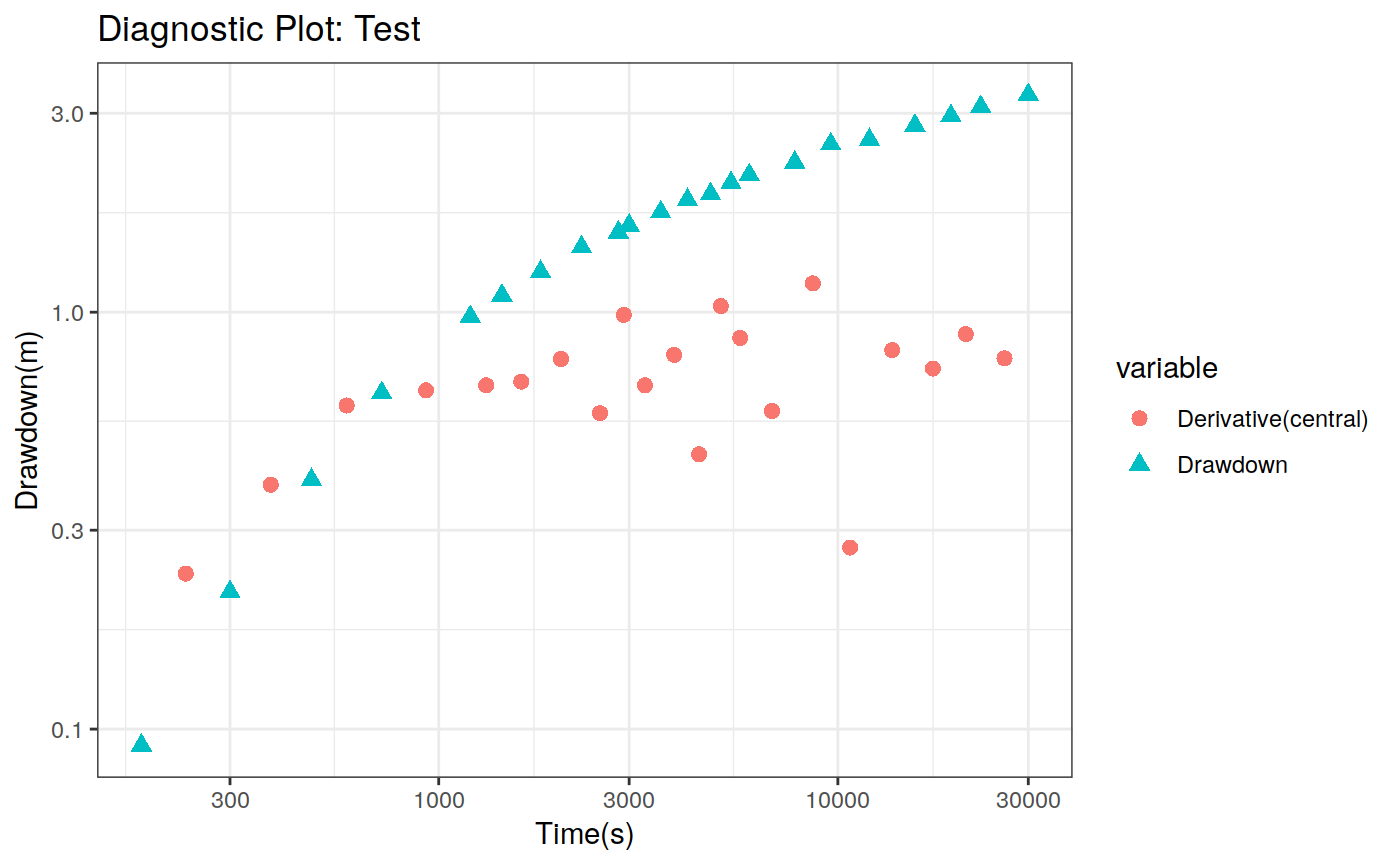 Diagnostic Plot: Test
3.0
1.0
0.3
0.1
Drawdown(m)
300 1000 3000 10000 30000
Time(s)
variable
Derivative(central)
Drawdown